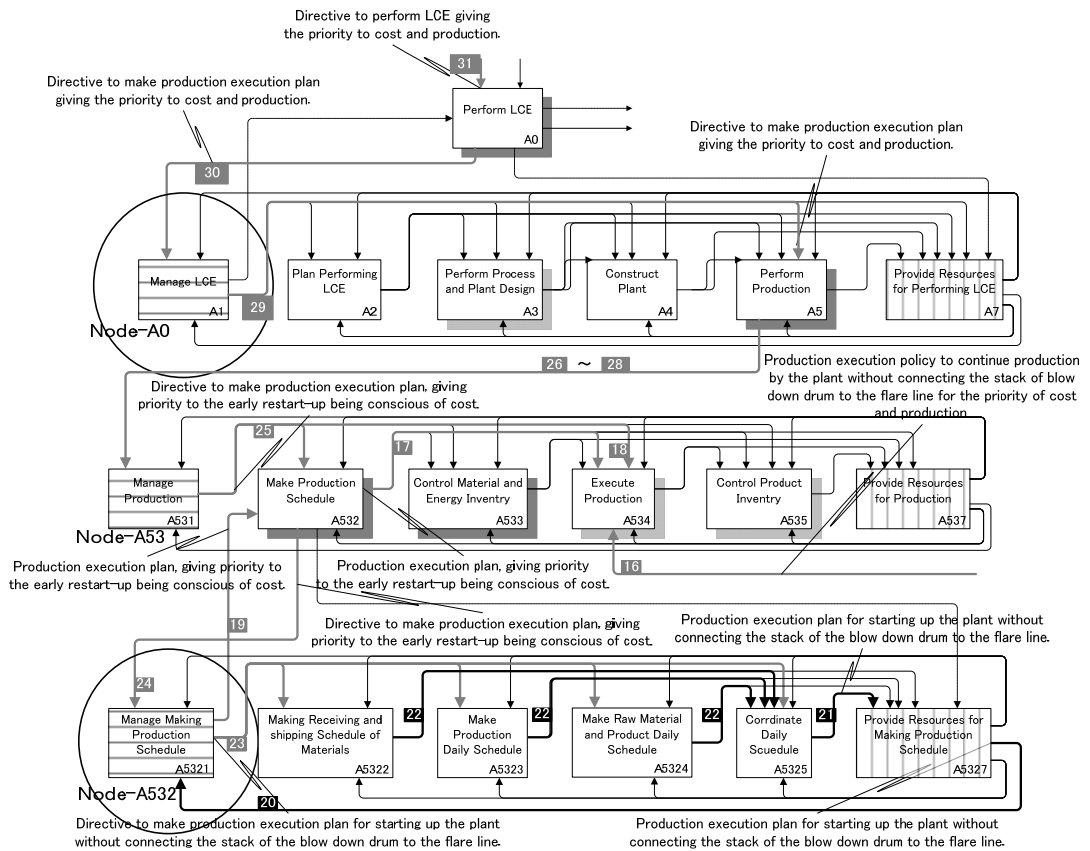 Directive to perform LCE giving
the priority to cost and production.
31
Directive to make production execution plan
giving the priority to cost and production.
Perform LCE
A0
Directive to make production execution plan
giving the priority to cost and production.
30
Manage LCE
A1
Plan Performing
LCE
A2
Perform Process
and Plant Design
A3
Construct
Plant
A4
Perform
Production
A5
Provide Resources
for Performing LCE
A7
29
Node-A0
26 ~ 28
Production execution policy to continue production
by the plant without connecting the stack of blow
down drum to the flare line for the priority of cost
and production
Directive to make production execution plan, giving
priority to the early restart-up being conscious of cost.
25
17
18
Manage
Production
A531
Make Production
Schedule
A532
Control Material and
Energy Inventry
A533
Execute
Production
A534
Control Product
Inventry
A535
Provide Resources
for Production
A537
Node-A53
Production execution plan, giving priority to
the early restart-up being conscious of cost.
Production execution plan, giving priority
to the early restart-up being conscious of cost.
16
19
Directive to make production execution plan, giving
priority to the early restart-up being conscious of cost.
Production execution plan for starting up the plant without
connecting the stack of the blow down drum to the flare line.
24
Manage Making
Production
Schedule
A5321
23
Making Receiving and
shipping Schedule of
Materials
A5322
22
Make
Production
Daily Schedule
A5323
22
Make Raw Material
and Product Daily
Schedule
A5324
22
Corrdinate
Daily
Scuedule
A5325
21
Provide Resources for
Making Production
Schedule
A5327
Node-A532
20
Directive to make production execution plan for starting up the plant
without connecting the stack of the blow down drum to the flare line.
Production execution plan for starting up the plant without
connecting the stack of the blow down drum to the flare line.